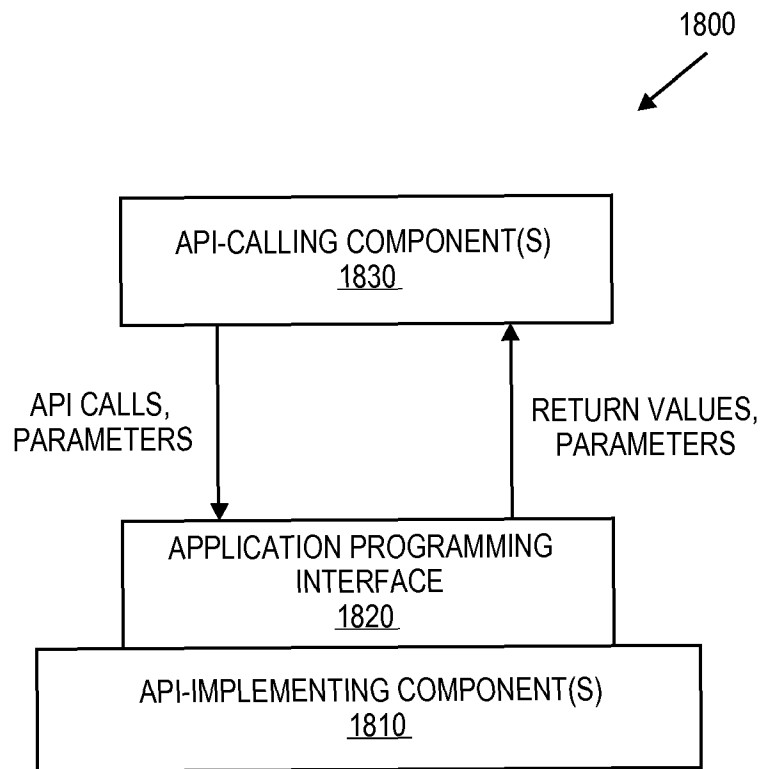 1800
API-CALLING COMPONENT(S)
1830
API CALLS,
PARAMETERS
RETURN VALUES,
PARAMETERS
APPLICATION PROGRAMMING
INTERFACE
1820
API-IMPLEMENTING COMPONENT(S)
1810